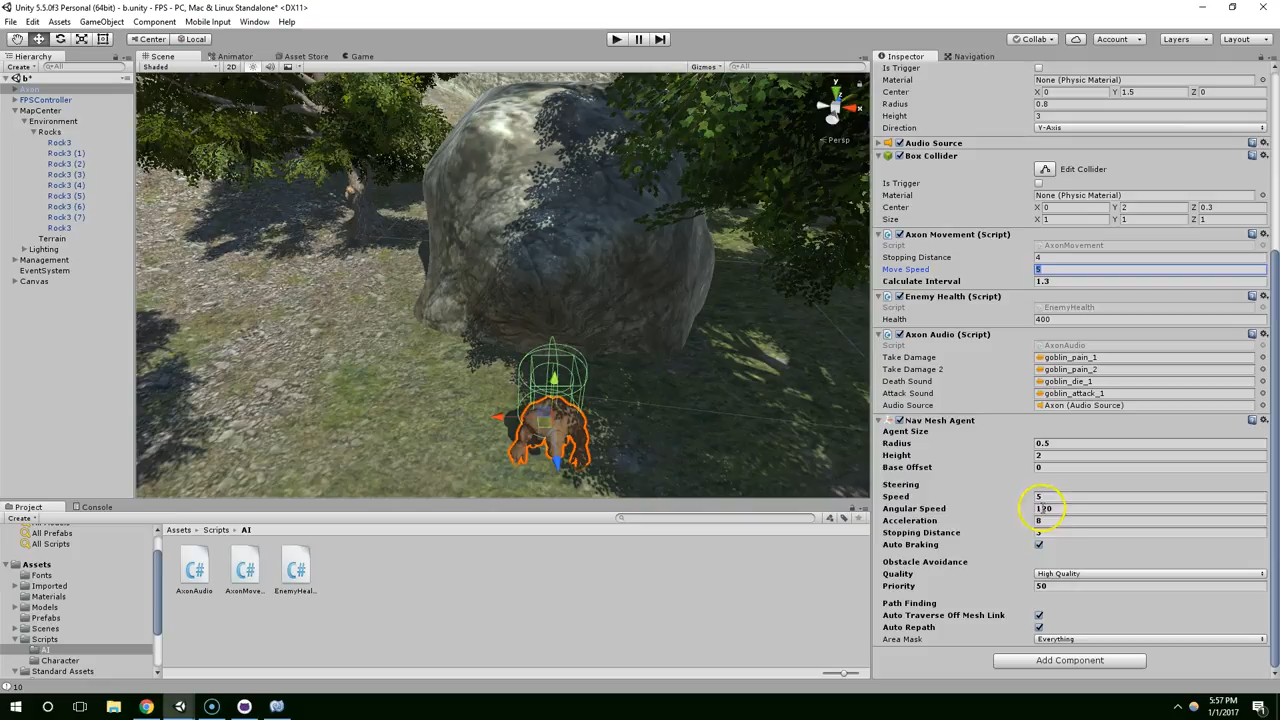 Unity 5.5.0f3 Personal (64bit) - b.unity - FPS - PC, Mac & Linux Standalone* <DX11>
File Edit Assets GameObject Component Mobile Input Window Help
Center Local Collab Account Layers Layout
Hierarchy Scene Animator Asset Store Game Inspector Navigation
Create All Shaded 2D Gizmos All
b*
Axon
FPSController
MapCenter
Environment
Rocks
Rock3
Rock3 (1)
Rock3 (2)
Rock3 (3)
Rock3 (4)
Rock3 (5)
Rock3 (6)
Rock3 (7)
Rock3
Terrain
Lighting
Management
EventSystem
Canvas
y
x
Persp
Is Trigger
Material None (Physic Material)
Center X 0 Y 1.5 Z 0
Radius 0.8
Height 3
Direction Y-Axis
Audio Source
Box Collider
Edit Collider
Is Trigger
Material None (Physic Material)
Center X 0 Y 2 Z 0.3
Size X 1 Y 1 Z 1
Axon Movement (Script)
Script AxonMovement
Stopping Distance 4
Move Speed 5
Calculate Interval 1.3
Enemy Health (Script)
Script EnemyHealth
Health 400
Axon Audio (Script)
Script AxonAudio
Take Damage goblin_pain_1
Take Damage 2 goblin_pain_2
Death Sound goblin_die_1
Attack Sound goblin_attack_1
Audio Source Axon (Audio Source)
Nav Mesh Agent
Agent Size
Radius 0.5
Height 2
Base Offset 0
Steering
Speed 5
Angular Speed 120
Acceleration 8
Stopping Distance 3
Auto Braking
Obstacle Avoidance
Quality High Quality
Priority 50
Path Finding
Auto Traverse Off Mesh Link
Auto Repath
Area Mask Everything
Add Component
Project Console
Create
All Prefabs
All Scripts
Assets
Fonts
Imported
Materials
Models
Prefabs
Scenes
Scripts
AI
Character
Standard Assets
Assets Scripts AI
AxonAudio AxonMove... EnemyHeal...
10
5:57 PM
1/1/2017